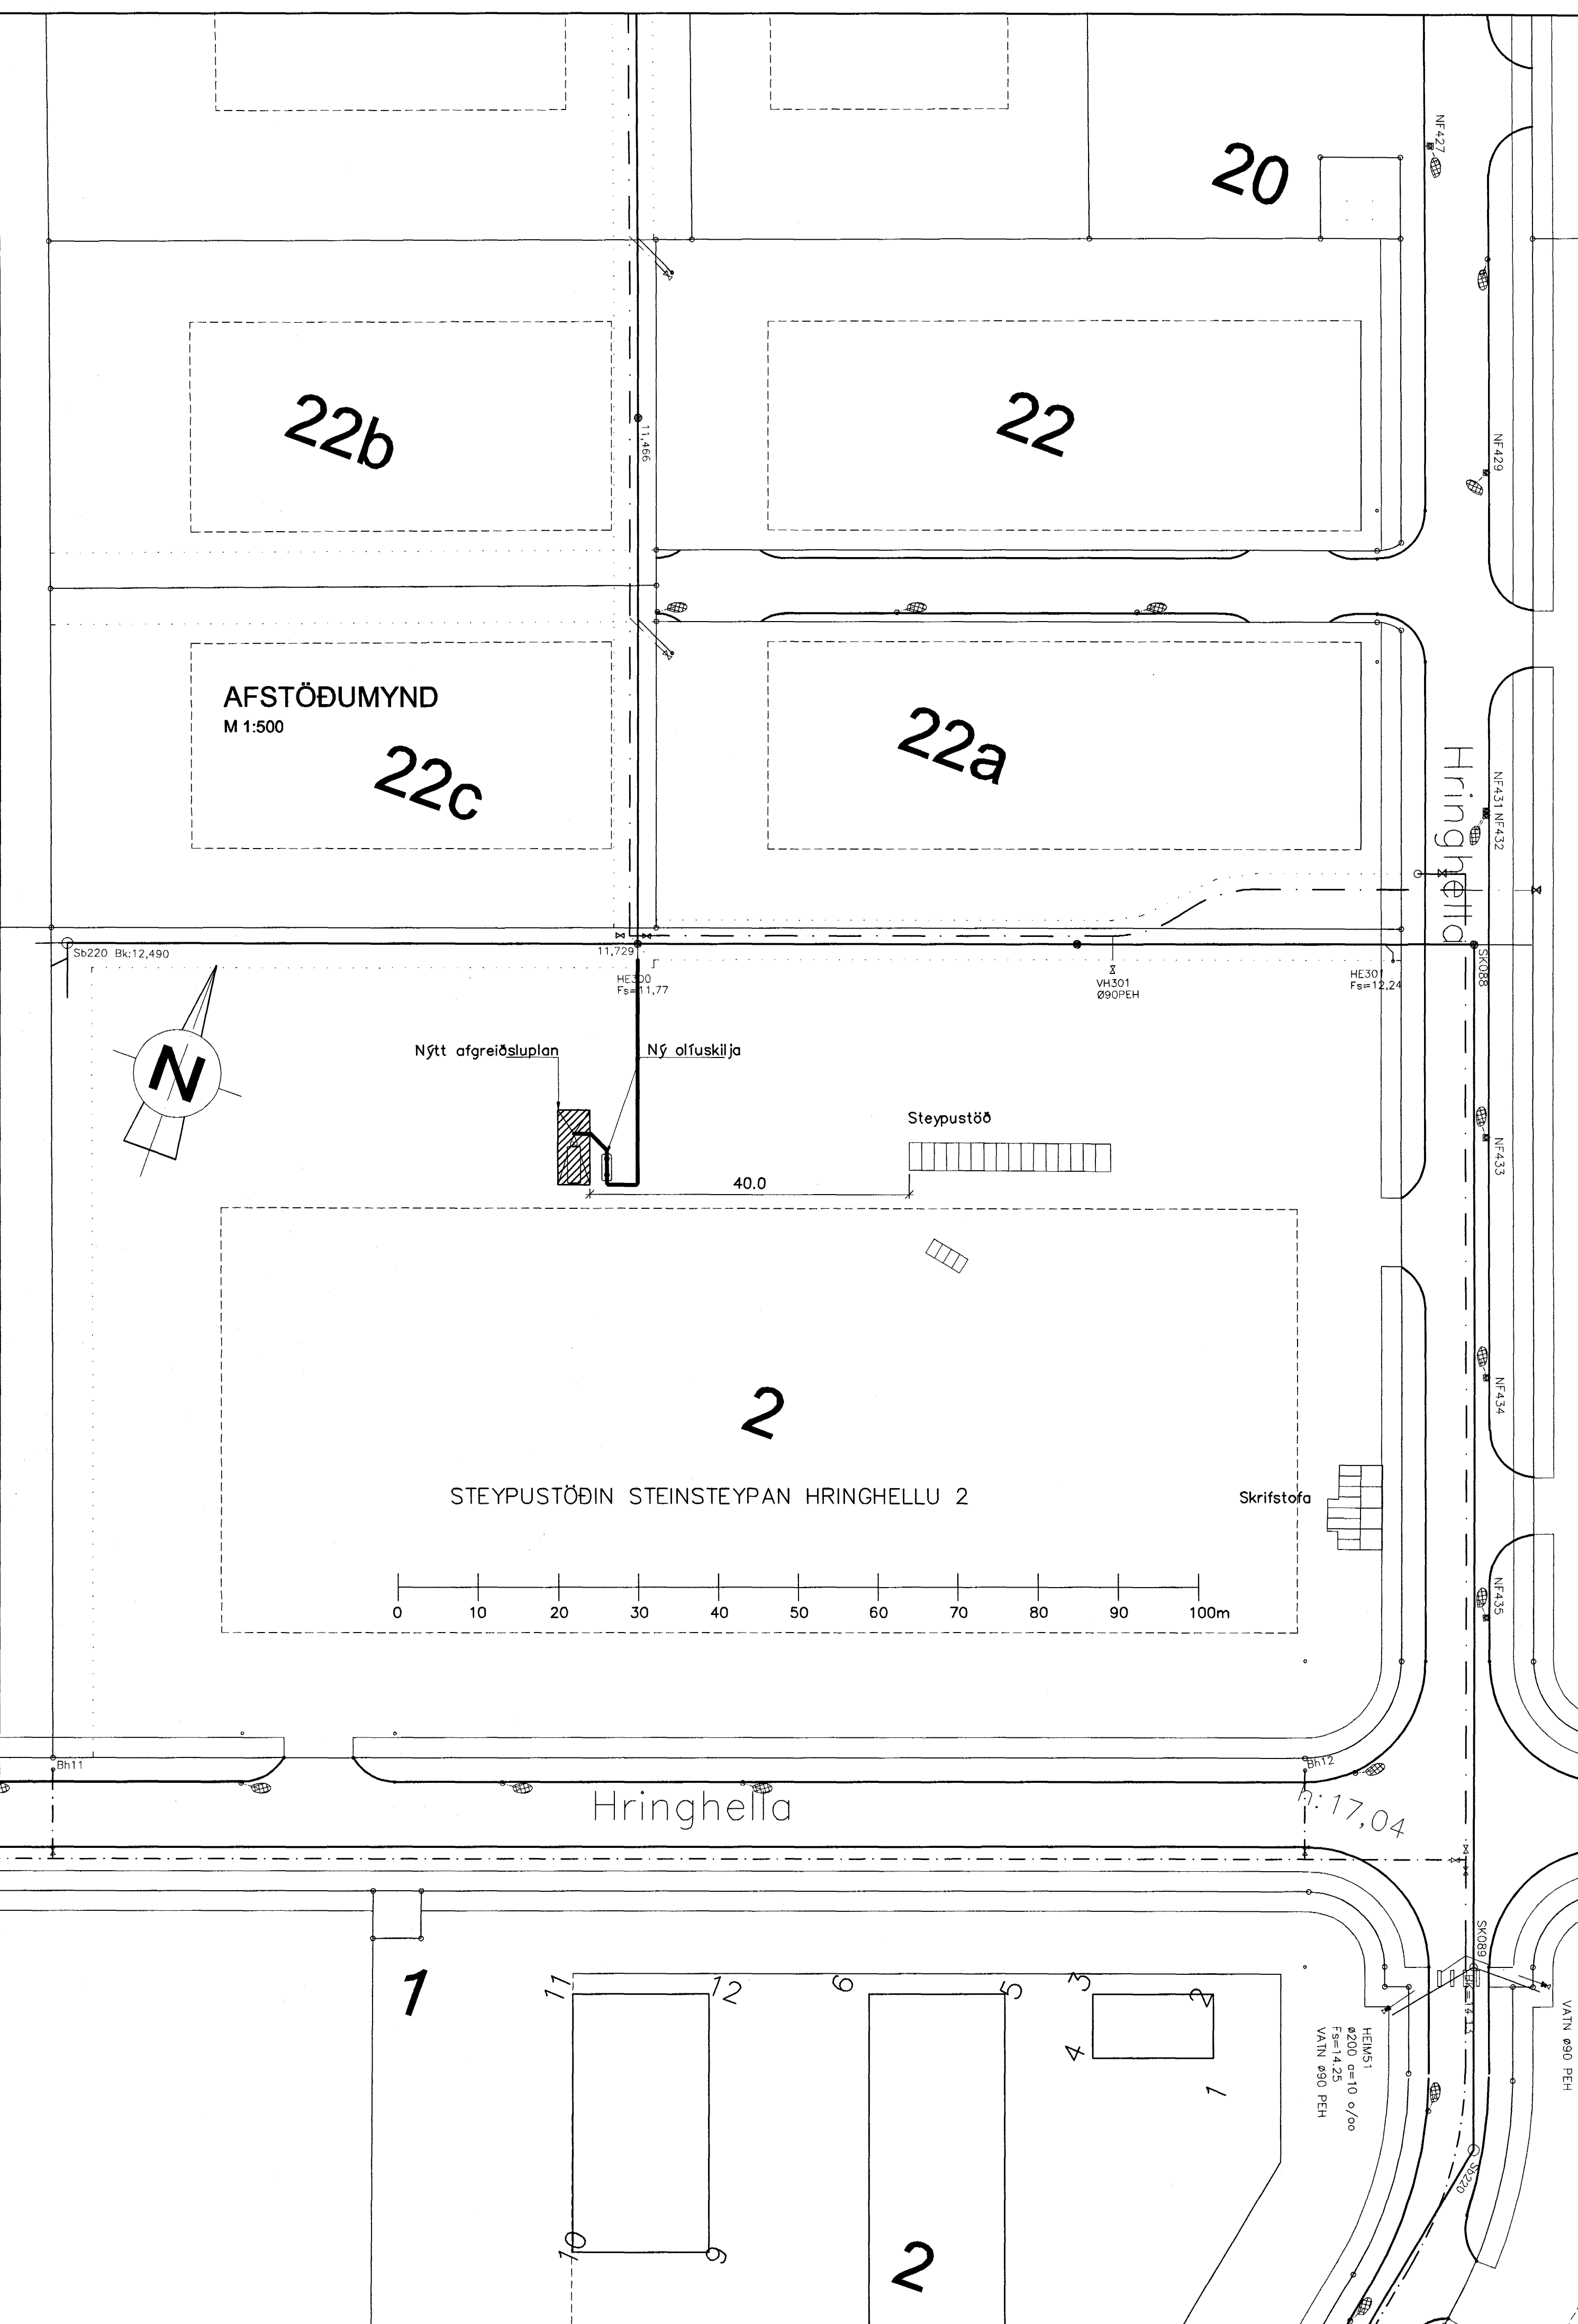 NF427
20
22b
11,466
22
NF429
AFSTÖÐUMYND
M 1:500
22c
22a
Hringhella
NF431 NF432
Sb220 Bk:12,490
11,729
HE300
Fs=11,77
VH301
Ø90PEH
HE301
Fs=12,24
SK088
N
Nýtt afgreiðsluplan
Ný olíuskilja
Steypustöð
NF433
40.0
NF434
2
STEYPUSTÖÐIN STEINSTEYPAN HRINGHELLU 2
Skrifstofa
NF435
0 10 20 30 40 50 60 70 80 90 100m
Bh11
Bh12
Hringhella
h:17,04
SK089
1
11
12
6
5
3
2
4
1
HEIM51
ø200 a=10 o/oo
Fs=14.25
VATN ø90 PEH
VATN ø90 PEH
Sb220
10
9
2